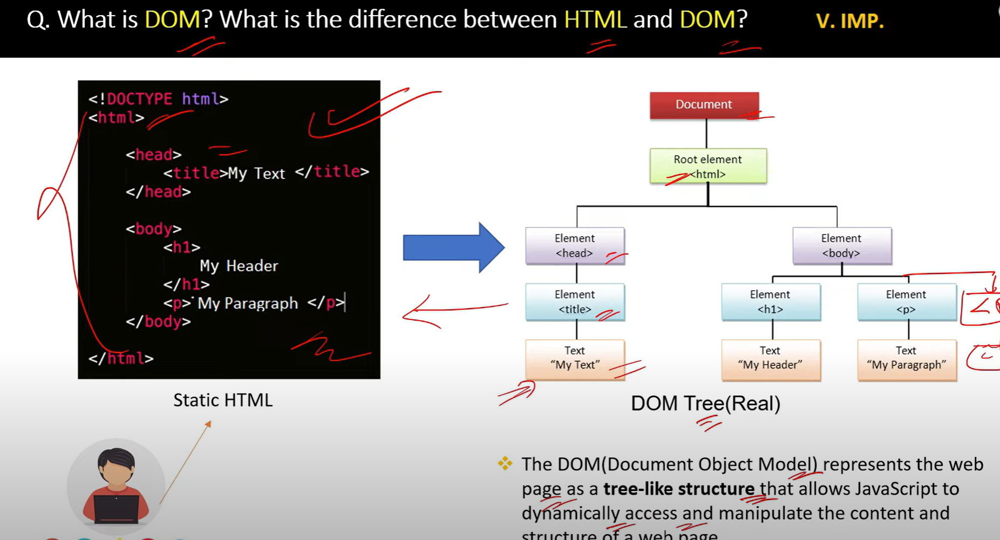 Q. What is DOM? What is the difference between HTML and DOM?
V. IMP.
<!DOCTYPE html>
<html>
<head>
<title>My Text </title>
</head>
<body>
<h1>
My Header
</h1>
<p> My Paragraph </p>
</body>
</html>
Static HTML
Document
Root element
<html>
Element
<head>
Element
<body>
Element
<title>
Element
<h1>
Element
<p>
Text
“My Text”
Text
“My Header”
Text
“My Paragraph”
DOM Tree(Real)
The DOM(Document Object Model) represents the web
page as a tree-like structure that allows JavaScript to
dynamically access and manipulate the content and
structure of a web page